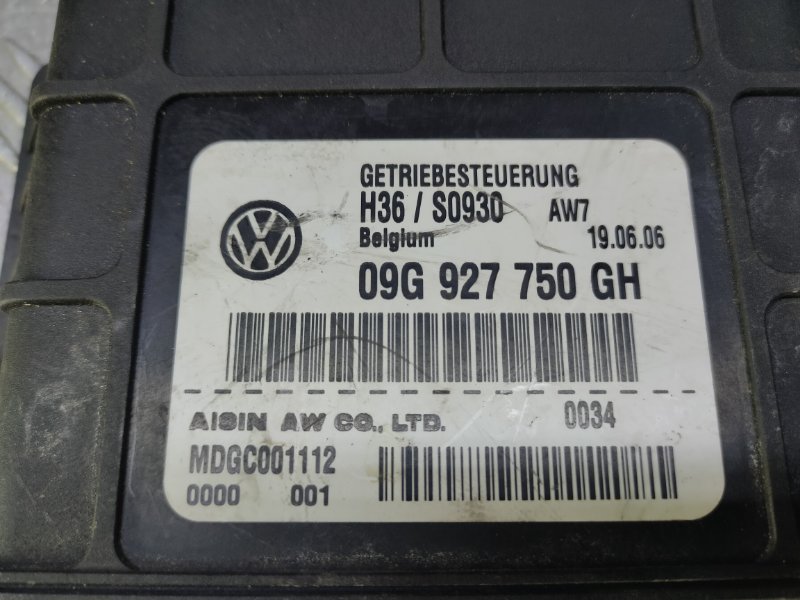 GETRIEBESTEUERUNG
H36 / S0930 AW7
Belgium 19.06.06
09G 927 750 GH
AISIN AW CO., LTD. 0034
MDGC001112
0000 001